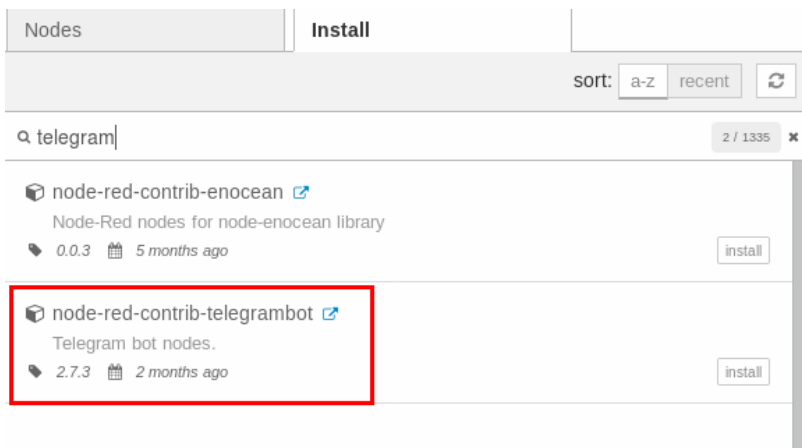 Nodes
Install
sort: a-z recent
telegram
2 / 1335
node-red-contrib-enocean
Node-Red nodes for node-enocean library
0.0.3 5 months ago
install
node-red-contrib-telegrambot
Telegram bot nodes.
2.7.3 2 months ago
install